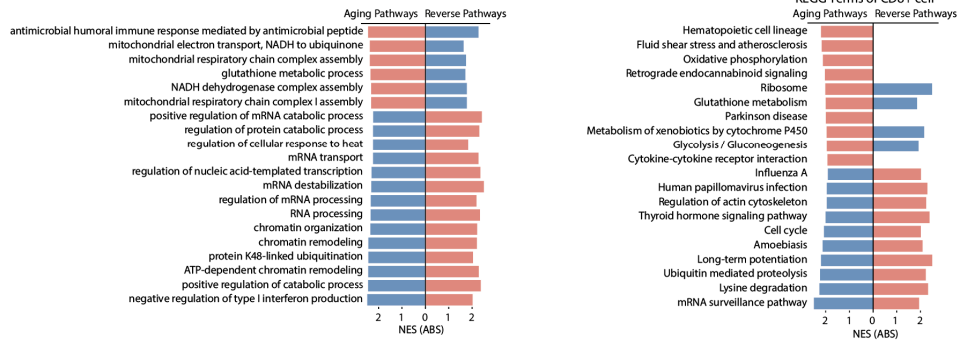 Aging Pathways Reverse Pathways
antimicrobial humoral immune response mediated by antimicrobial peptide
mitochondrial electron transport, NADH to ubiquinone
mitochondrial respiratory chain complex assembly
glutathione metabolic process
NADH dehydrogenase complex assembly
mitochondrial respiratory chain complex I assembly
positive regulation of mRNA catabolic process
regulation of protein catabolic process
regulation of cellular response to heat
mRNA transport
regulation of nucleic acid-templated transcription
mRNA destabilization
regulation of mRNA processing
RNA processing
chromatin organization
chromatin remodeling
protein K48-linked ubiquitination
ATP-dependent chromatin remodeling
positive regulation of catabolic process
negative regulation of type I interferon production
2 1 0 1 2
NES (ABS)
Aging Pathways Reverse Pathways
Hematopoietic cell lineage
Fluid shear stress and atherosclerosis
Oxidative phosphorylation
Retrograde endocannabinoid signaling
Ribosome
Glutathione metabolism
Parkinson disease
Metabolism of xenobiotics by cytochrome P450
Glycolysis / Gluconeogenesis
Cytokine-cytokine receptor interaction
Influenza A
Human papillomavirus infection
Regulation of actin cytoskeleton
Thyroid hormone signaling pathway
Cell cycle
Amoebiasis
Long-term potentiation
Ubiquitin mediated proteolysis
Lysine degradation
mRNA surveillance pathway
2 1 0 1 2
NES (ABS)